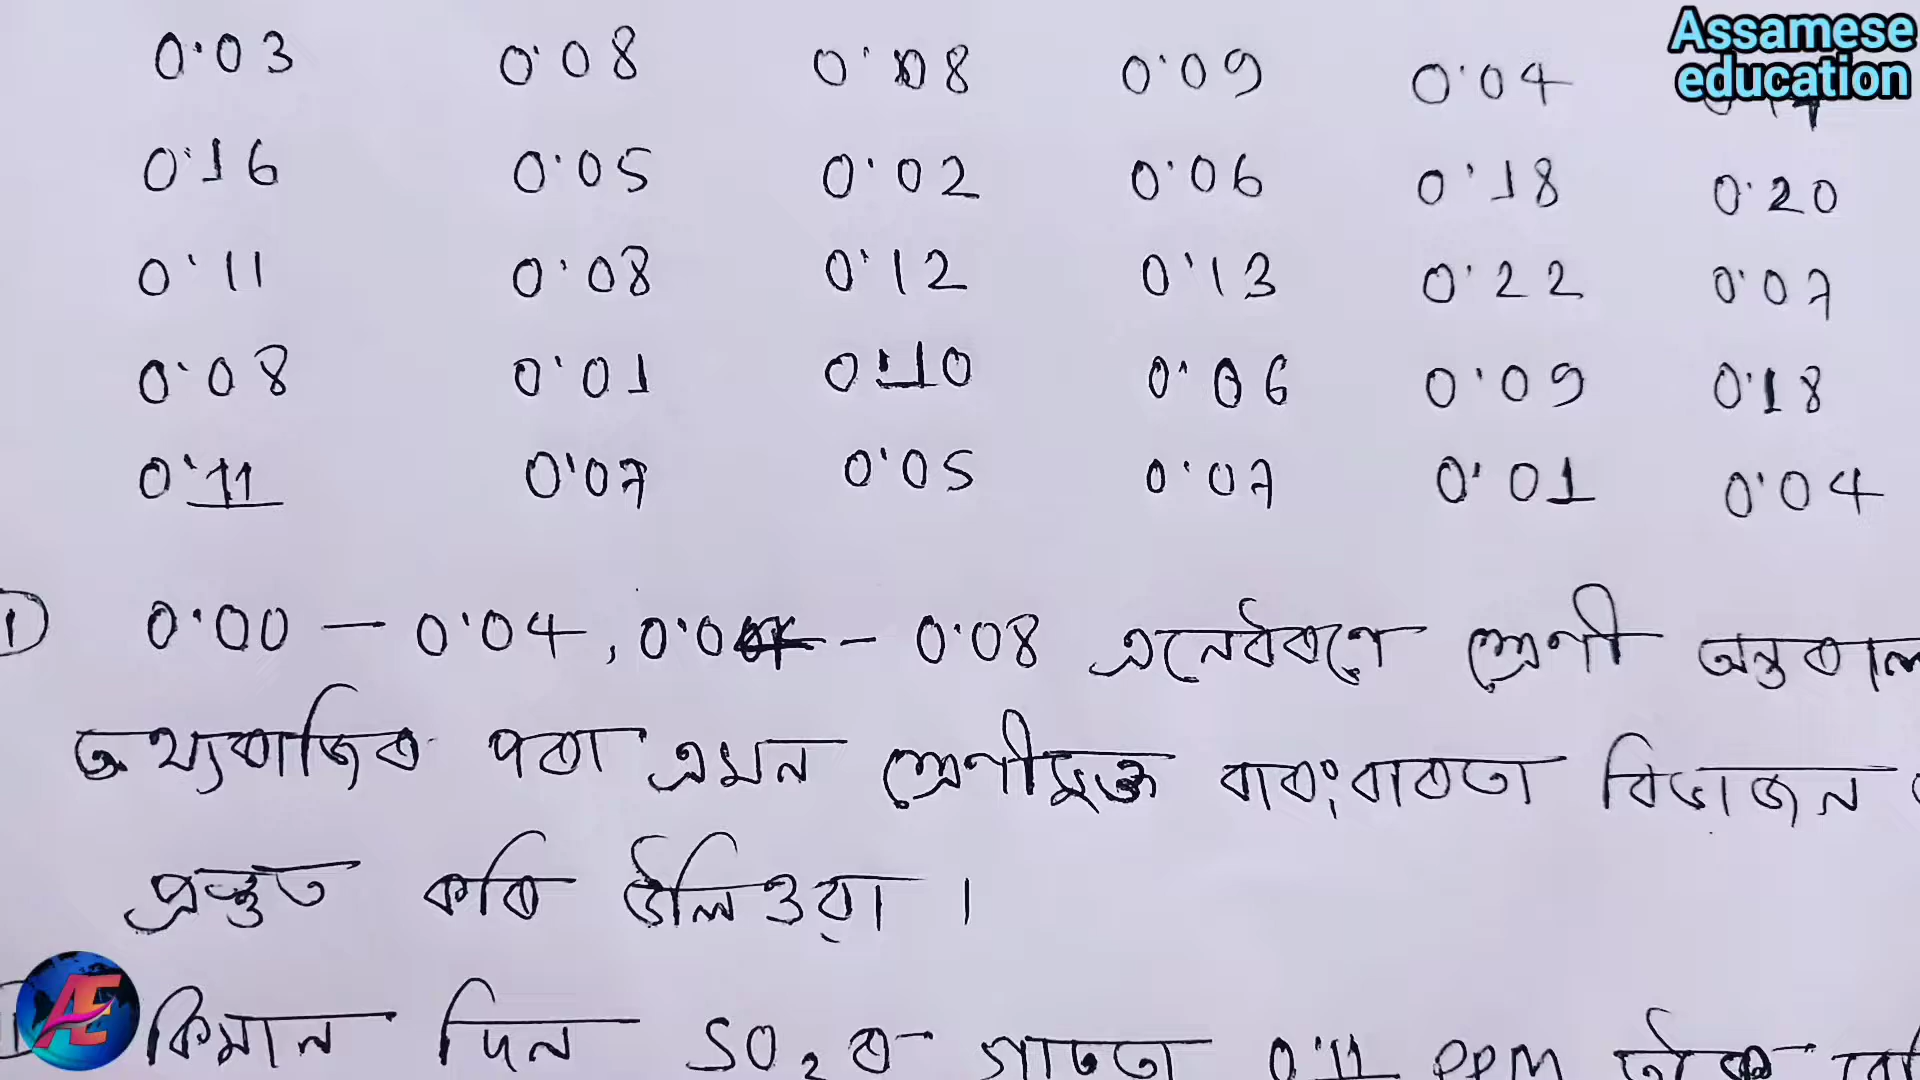 Assamese education
0.03 0.08 0.08 0.09 0.04
0.16 0.05 0.02 0.06 0.18 0.20
0.11 0.08 0.12 0.13 0.22 0.07
0.08 0.01 0.10 0.06 0.09 0.18
0.11 0.07 0.05 0.07 0.01 0.04
① 0.00 – 0.04, 0.04 – 0.08 এনেধৰণে শ্ৰেণী অন্তৰাল
তথ্যৰাজিৰ পৰা এমন শ্ৰেণীযুক্ত বাৰংবাৰতা বিভাজন
প্ৰস্তুত কৰি উলিওৱা ।
AE
কিমান দিন SO₂ ৰ গাঢ়তা 0.11 PPM